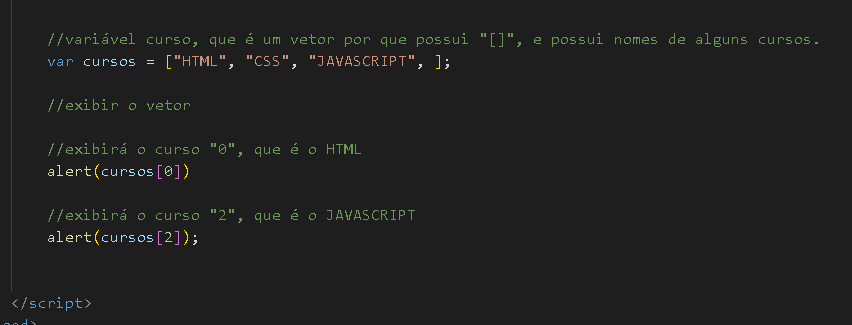 //variável curso, que é um vetor por que possui "[]", e possui nomes de alguns cursos.
var cursos = ["HTML", "CSS", "JAVASCRIPT", ];
//exibir o vetor
//exibirá o curso "0", que é o HTML
alert(cursos[0])
//exibirá o curso "2", que é o JAVASCRIPT
alert(cursos[2]);
</script>